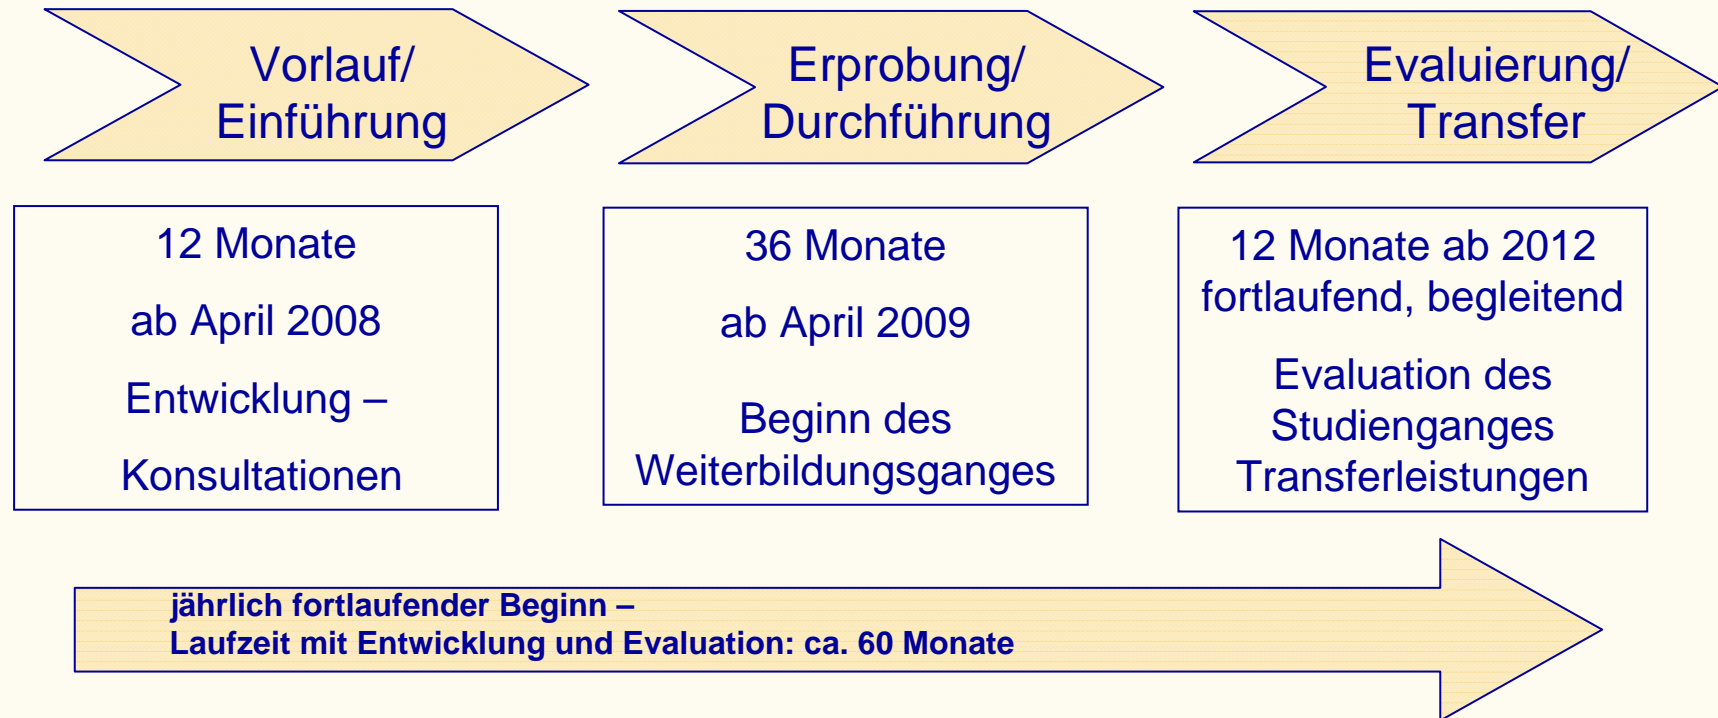 Vorlauf/
Einführung
Erprobung/
Durchführung
Evaluierung/
Transfer
12 Monate
ab April 2008
Entwicklung –
Konsultationen
36 Monate
ab April 2009
Beginn des
Weiterbildungsganges
12 Monate ab 2012
fortlaufend, begleitend
Evaluation des
Studienganges
Transferleistungen
jährlich fortlaufender Beginn –
Laufzeit mit Entwicklung und Evaluation: ca. 60 Monate